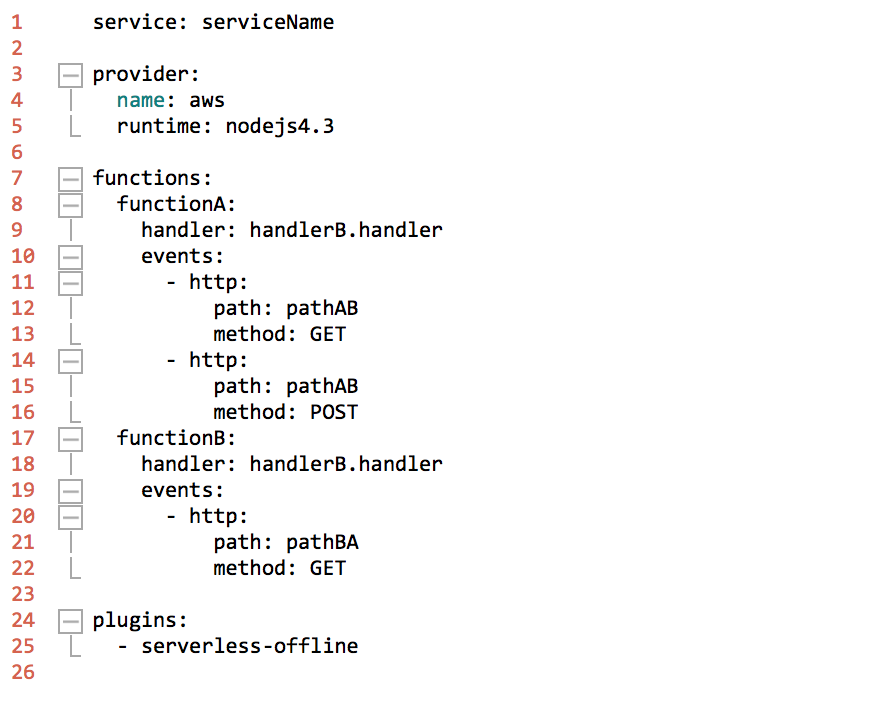 1 service: serviceName
2
3 provider:
4   name: aws
5   runtime: nodejs4.3
6
7 functions:
8   functionA:
9     handler: handlerB.handler
10     events:
11       - http:
12           path: pathAB
13           method: GET
14       - http:
15           path: pathAB
16           method: POST
17   functionB:
18     handler: handlerB.handler
19     events:
20       - http:
21           path: pathBA
22           method: GET
23
24 plugins:
25   - serverless-offline
26